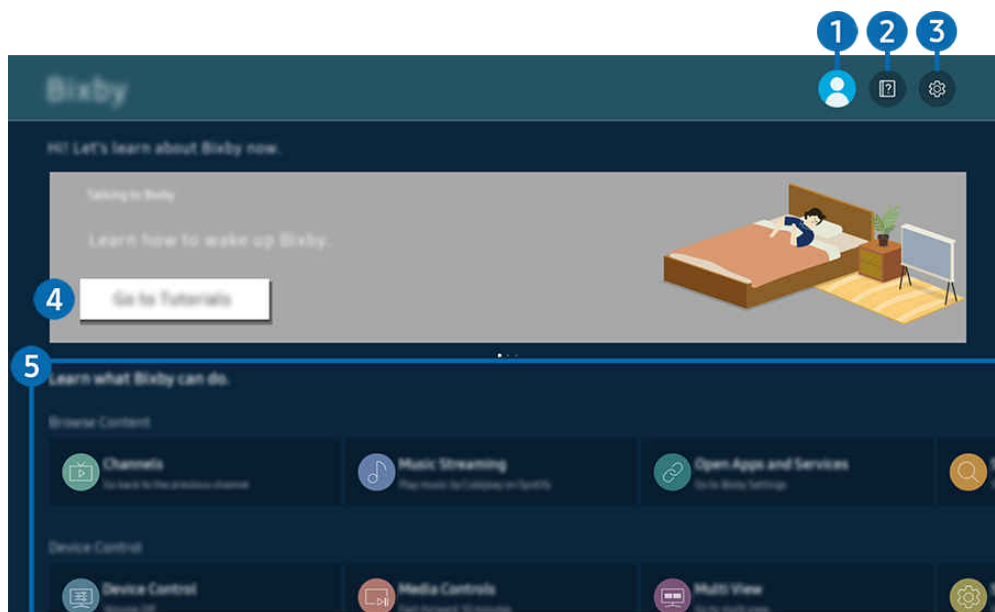 1 2 3
Bixby
Hi! Let's learn about Bixby now.
Talking to Bixby
Learn how to wake up Bixby.
4
Go to Tutorials
5
Learn what Bixby can do.
Browse Content
Channels
Go back to the previous channel
Music Streaming
Play music by Coldplay on Spotify
Open Apps and Services
Go to Bixby Settings
Device Control
Device Control
Media Controls
Multi View